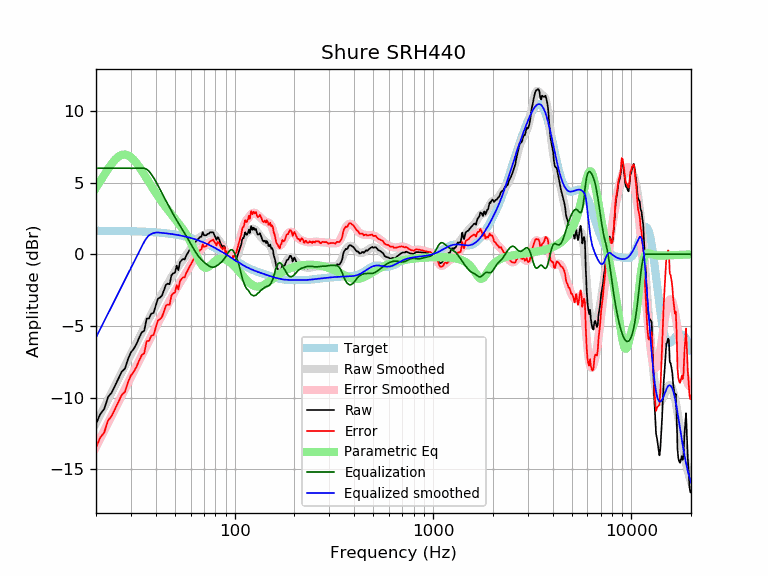 Shure SRH440
Amplitude (dBr)
10
5
0
−5
−10
−15
Target
Raw Smoothed
Error Smoothed
Raw
Error
Parametric Eq
Equalization
Equalized smoothed
100
1000
10000
Frequency (Hz)